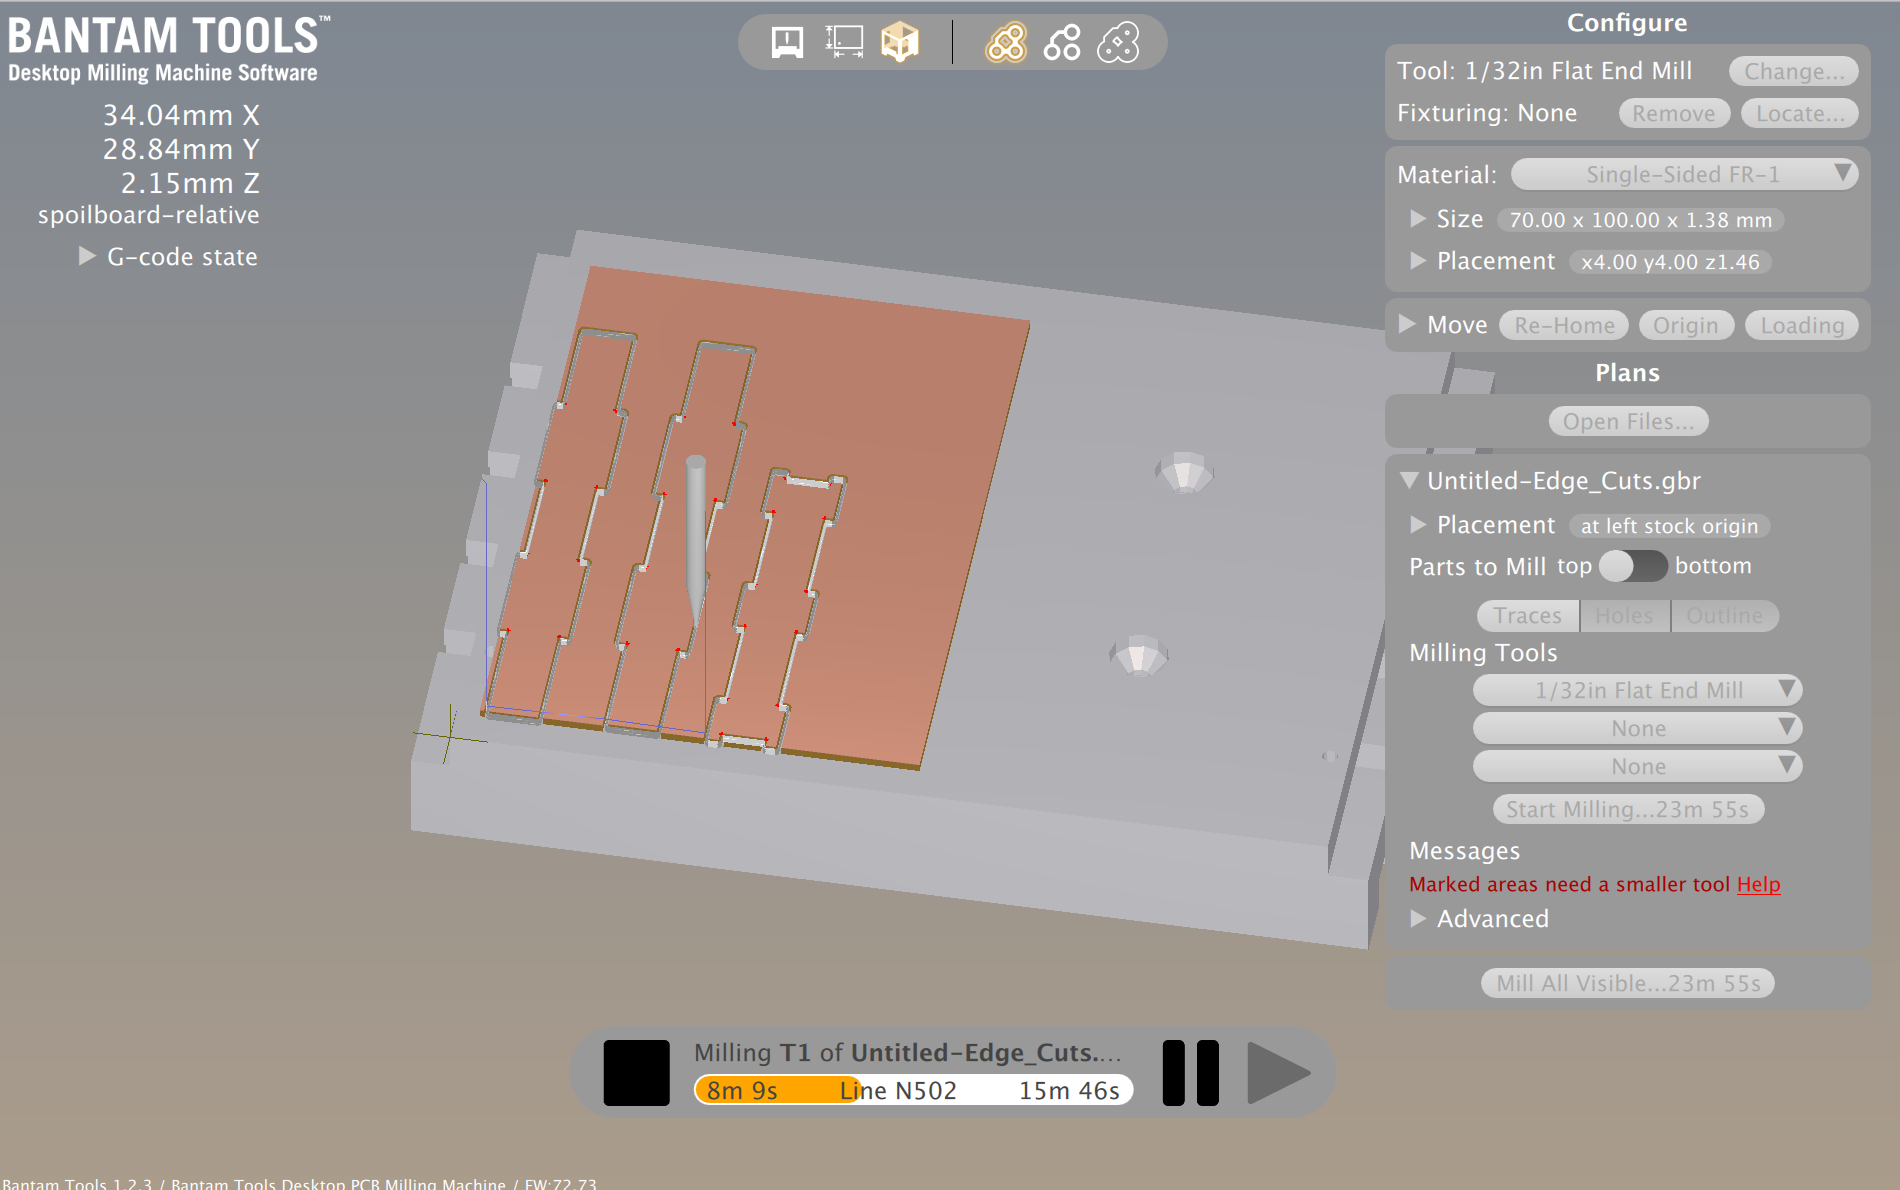 BANTAM TOOLS™
Desktop Milling Machine Software
34.04mm X
28.84mm Y
2.15mm Z
spoilboard-relative
G-code state
Configure
Tool: 1/32in Flat End Mill Change...
Fixturing: None Remove Locate...
Material: Single-Sided FR-1
Size 70.00 x 100.00 x 1.38 mm
Placement x4.00 y4.00 z1.46
Move Re-Home Origin Loading
Plans
Open Files...
Untitled-Edge_Cuts.gbr
Placement at left stock origin
Parts to Mill top bottom
Traces Holes Outline
Milling Tools
1/32in Flat End Mill
None
None
Start Milling...23m 55s
Messages
Marked areas need a smaller tool Help
Advanced
Mill All Visible...23m 55s
Milling T1 of Untitled-Edge_Cuts....
8m 9s Line N502 15m 46s
Bantam Tools 1.2.3 / Bantam Tools Desktop PCB Milling Machine / FW:72.73